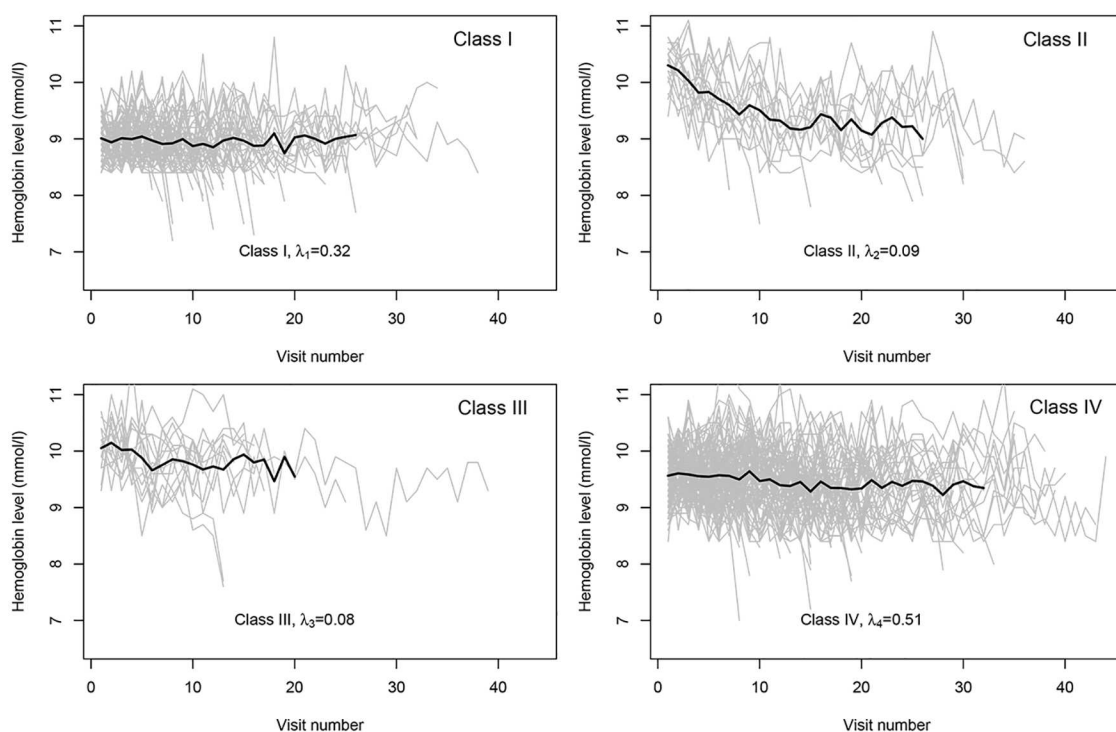 Class I
Hemoglobin level (mmol/l)
11
10
9
8
7
Class I, λ₁=0.32
0 10 20 30 40
Visit number
Class II
Hemoglobin level (mmol/l)
11
10
9
8
7
Class II, λ₂=0.09
0 10 20 30 40
Visit number
Class III
Hemoglobin level (mmol/l)
11
10
9
8
7
Class III, λ₃=0.08
0 10 20 30 40
Visit number
Class IV
Hemoglobin level (mmol/l)
11
10
9
8
7
Class IV, λ₄=0.51
0 10 20 30 40
Visit number